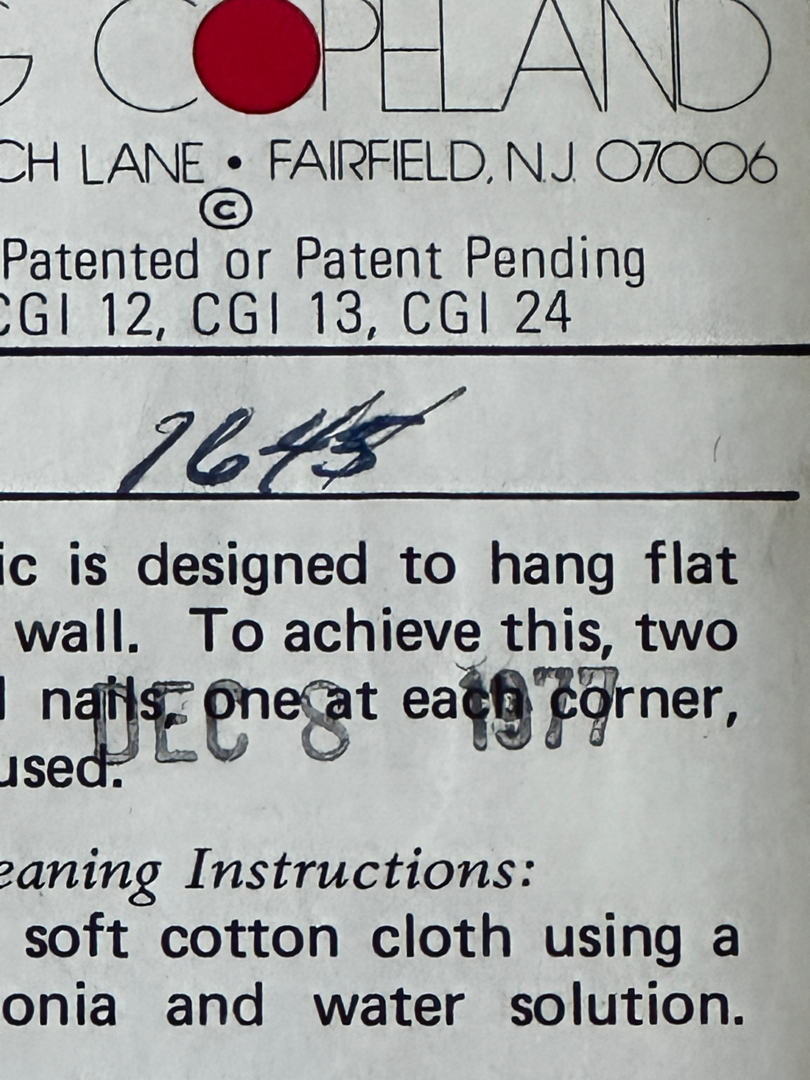 G COPELAND
CH LANE • FAIRFIELD, N.J. 07006
©
Patented or Patent Pending
CGI 12, CGI 13, CGI 24
1645
ic is designed to hang flat
wall. To achieve this, two
nails, one at each corner,
used.
DEC 8 1977
eaning Instructions:
soft cotton cloth using a
onia and water solution.